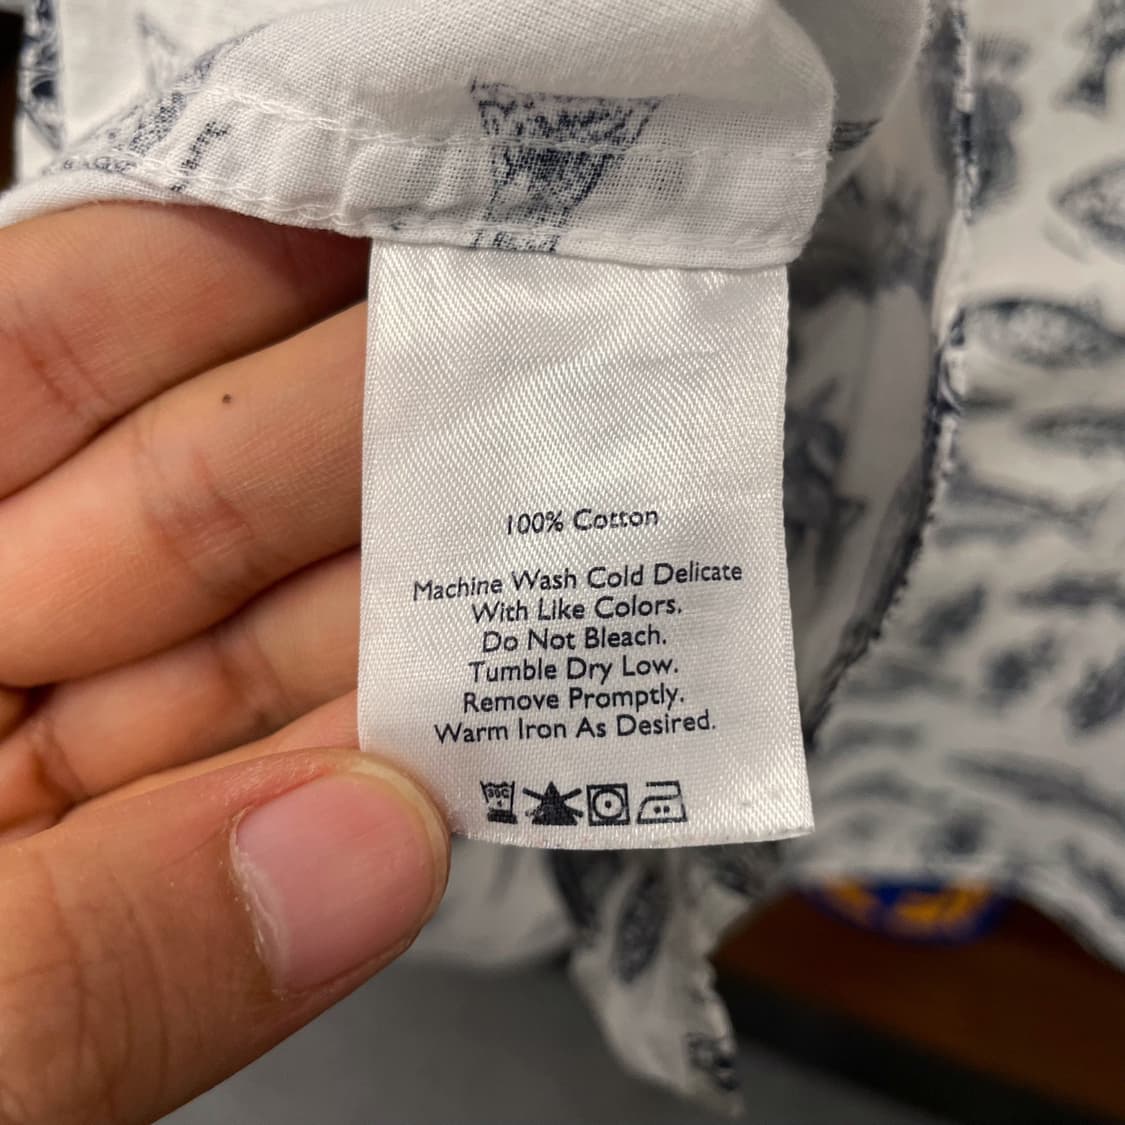 100% Cotton
Machine Wash Cold Delicate
With Like Colors.
Do Not Bleach.
Tumble Dry Low.
Remove Promptly.
Warm Iron As Desired.
30C